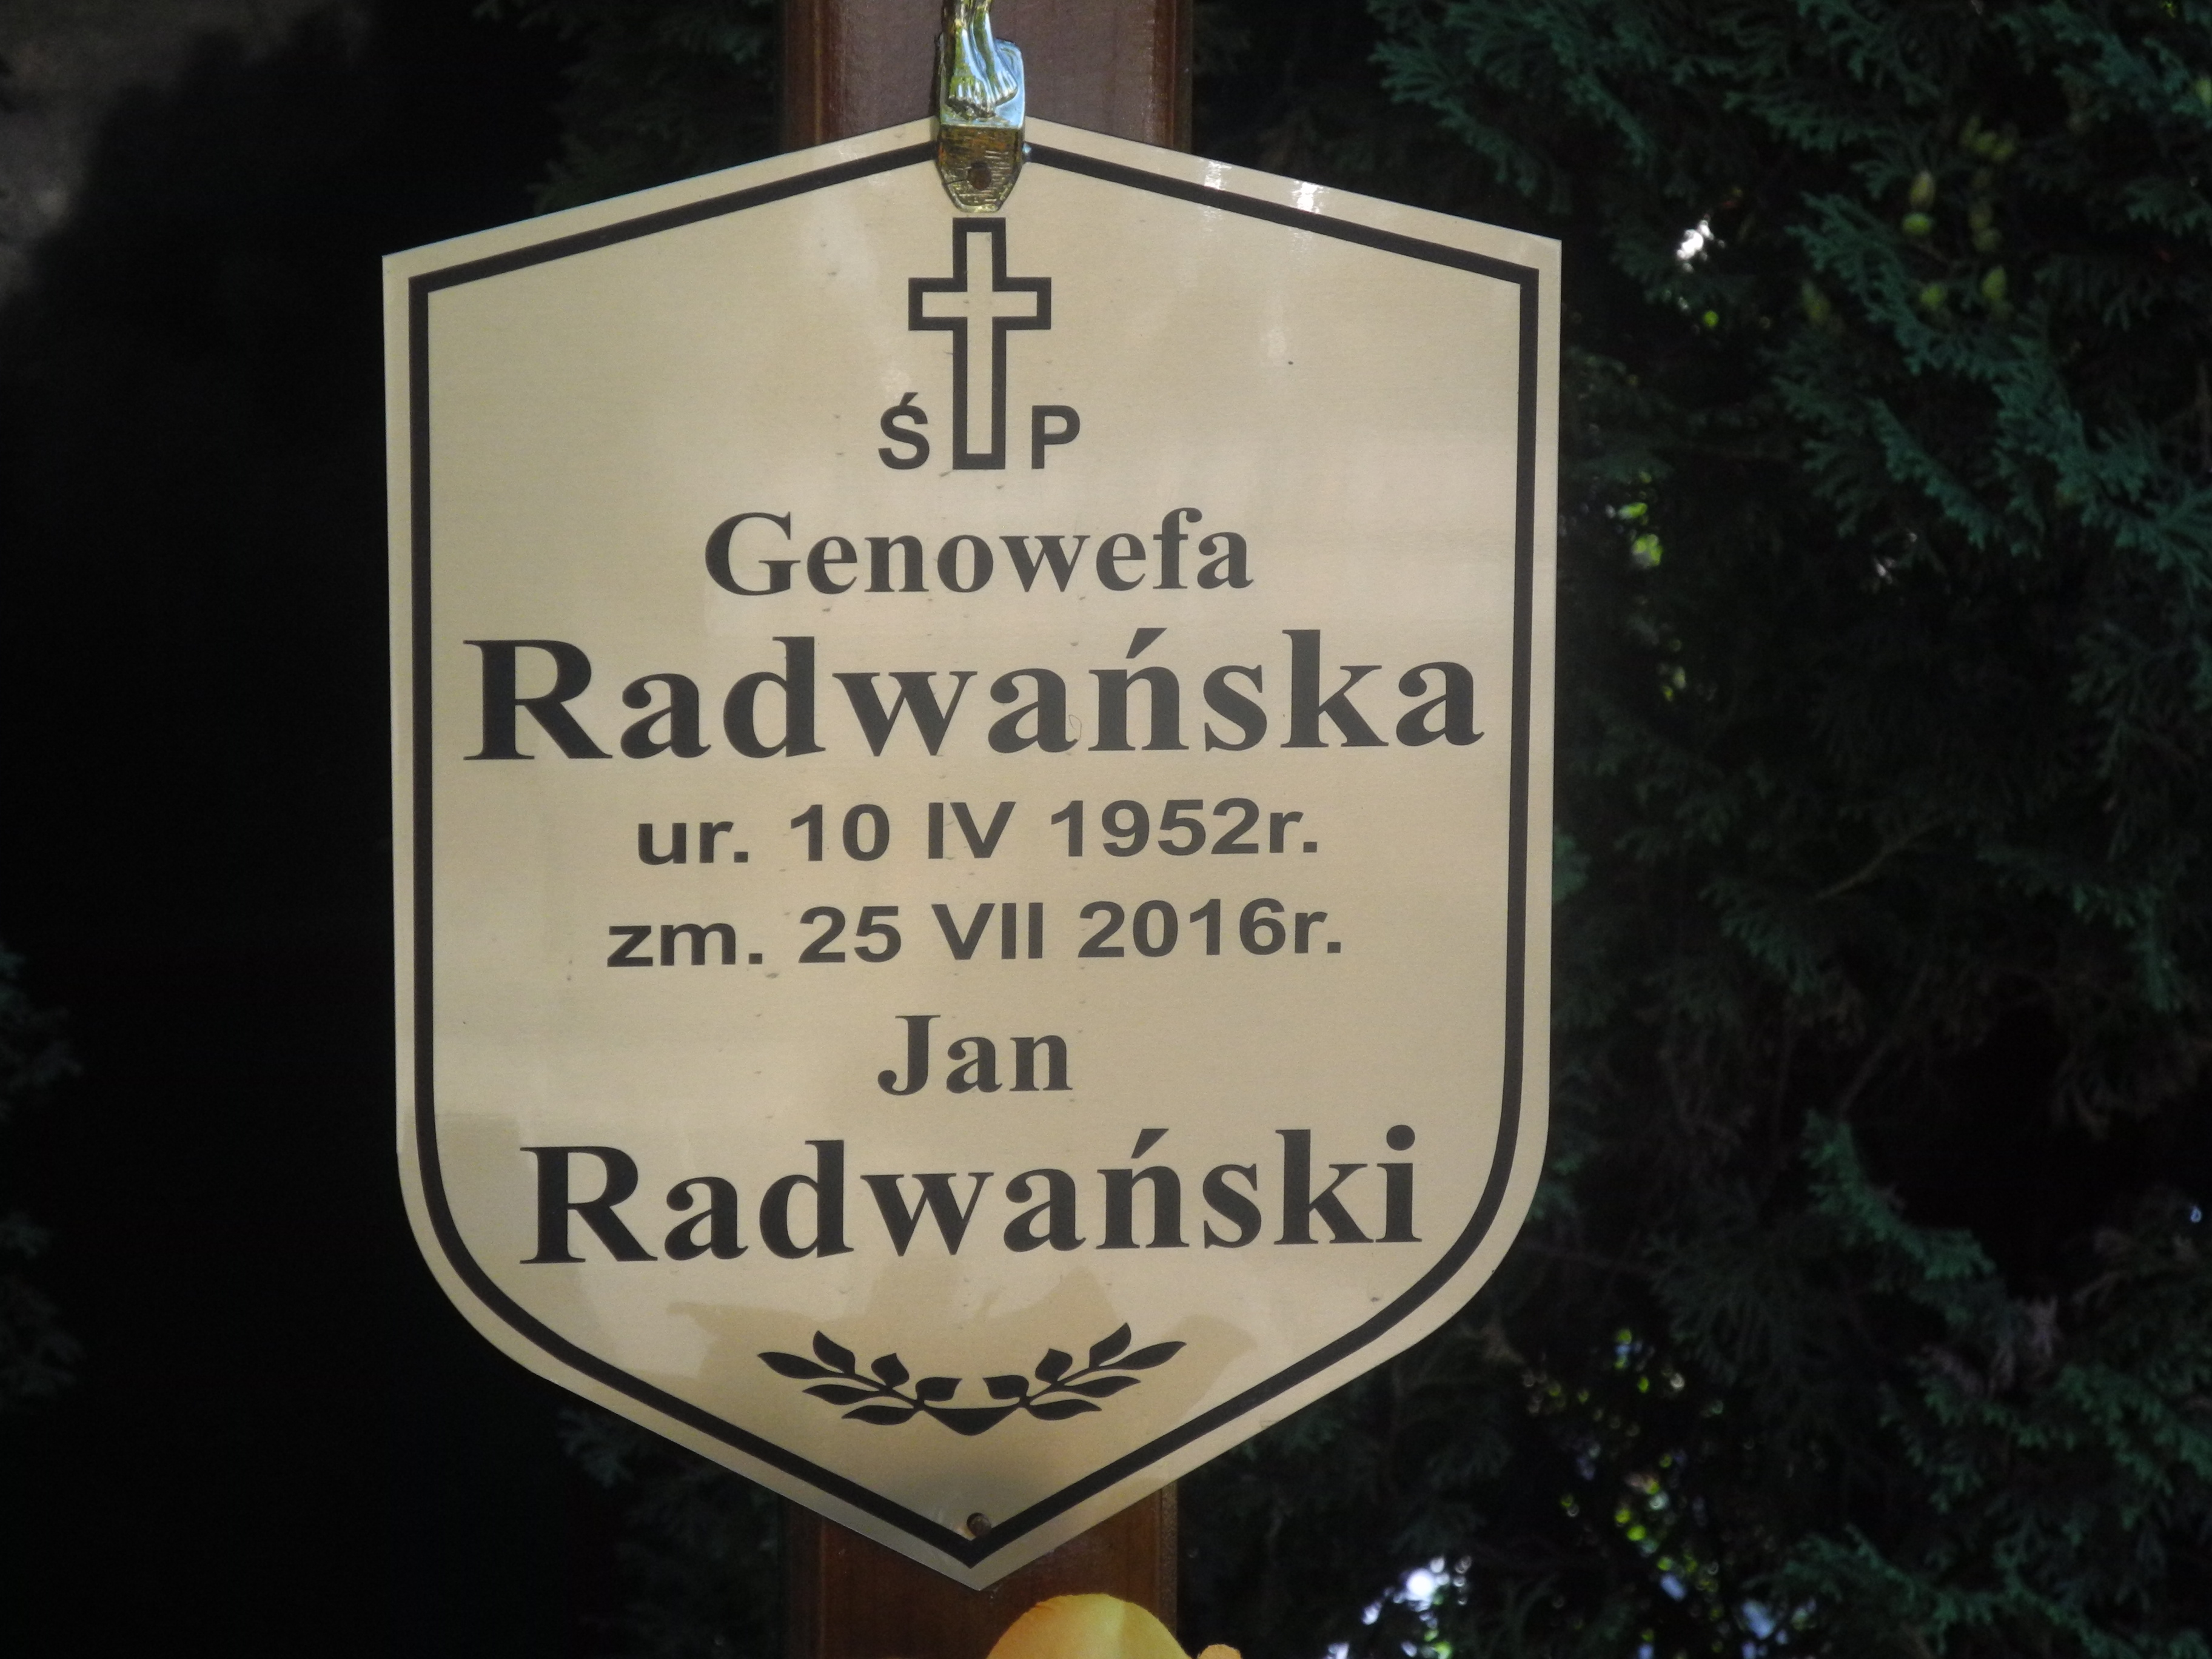 Ś P
Genowefa
Radwańska
ur. 10 IV 1952r.
zm. 25 VII 2016r.
Jan
Radwański